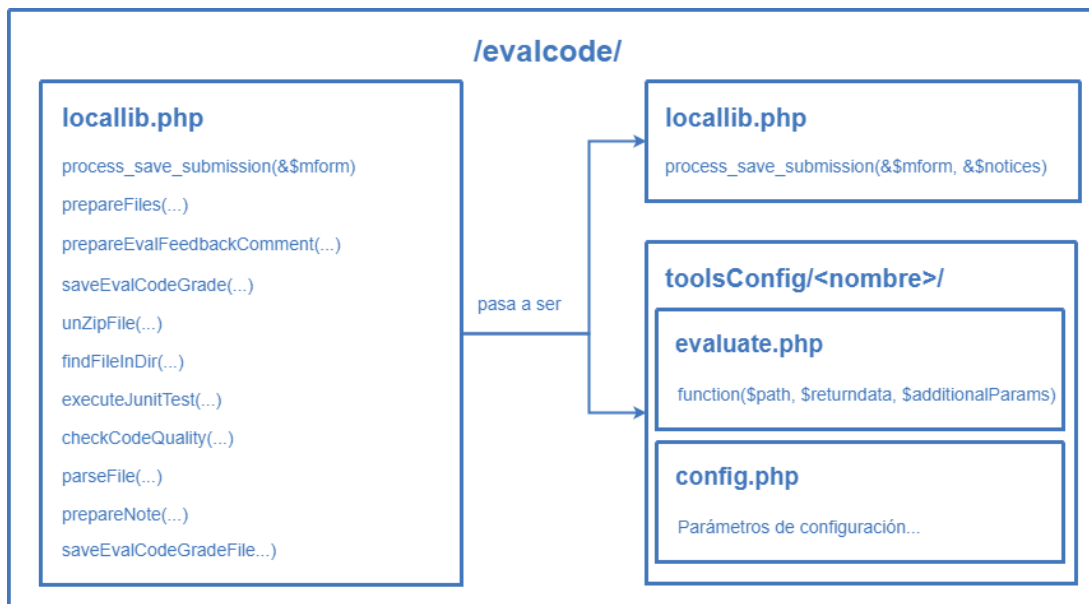 /evalcode/
locallib.php
process_save_submission(&$mform)
prepareFiles(...)
prepareEvalFeedbackComment(...)
saveEvalCodeGrade(...)
unZipFile(...)
findFileInDir(...)
executeJunitTest(...)
checkCodeQuality(...)
parseFile(...)
prepareNote(...)
saveEvalCodeGradeFile...)
pasa a ser
locallib.php
process_save_submission(&$mform, &$notices)
toolsConfig/<nombre>/
evaluate.php
function($path, $returndata, $additionalParams)
config.php
Parámetros de configuración...